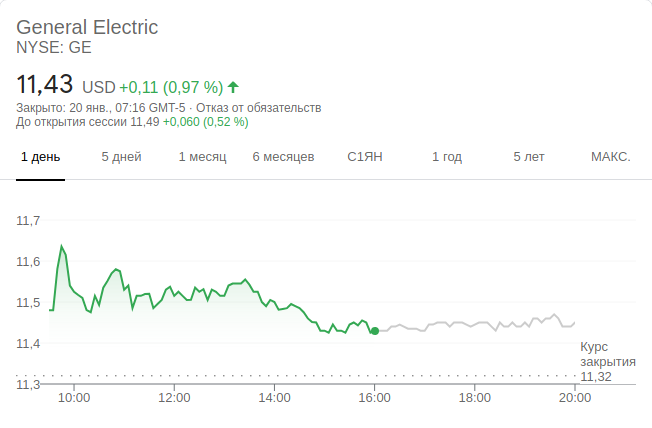 General Electric
NYSE: GE
11,43 USD +0,11 (0,97 %)
Закрыто: 20 янв., 07:16 GMT-5 · Отказ от обязательств
До открытия сессии 11,49 +0,060 (0,52 %)
1 день 5 дней 1 месяц 6 месяцев С1ЯН 1 год 5 лет МАКС.
11,7
11,6
11,5
11,4
Курс
закрытия
11,32
11,3
10:00 12:00 14:00 16:00 18:00 20:00